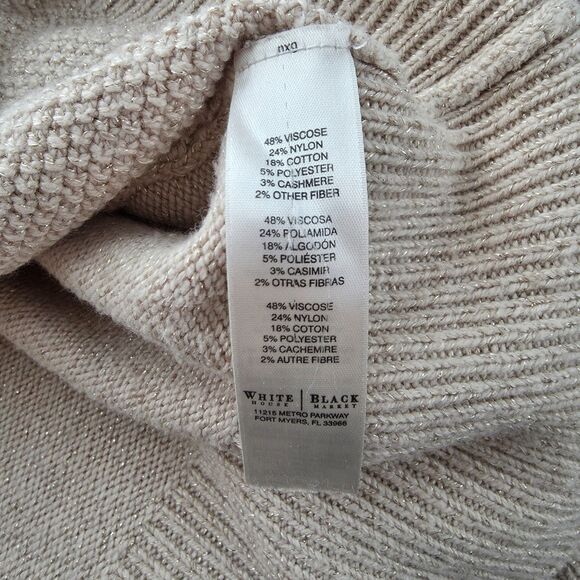 nxg
48% VISCOSE
24% NYLON
18% COTTON
5% POLYESTER
3% CASHMERE
2% OTHER FIBER
48% VISCOSA
24% POLIAMIDA
18% ALGODÓN
5% POLIÉSTER
3% CASIMIR
2% OTRAS FIBRAS
48% VISCOSE
24% NYLON
18% COTON
5% POLYESTER
3% CACHEMIRE
2% AUTRE FIBRE
WHITE HOUSE | BLACK MARKET
11215 METRO PARKWAY
FORT MYERS, FL 33966